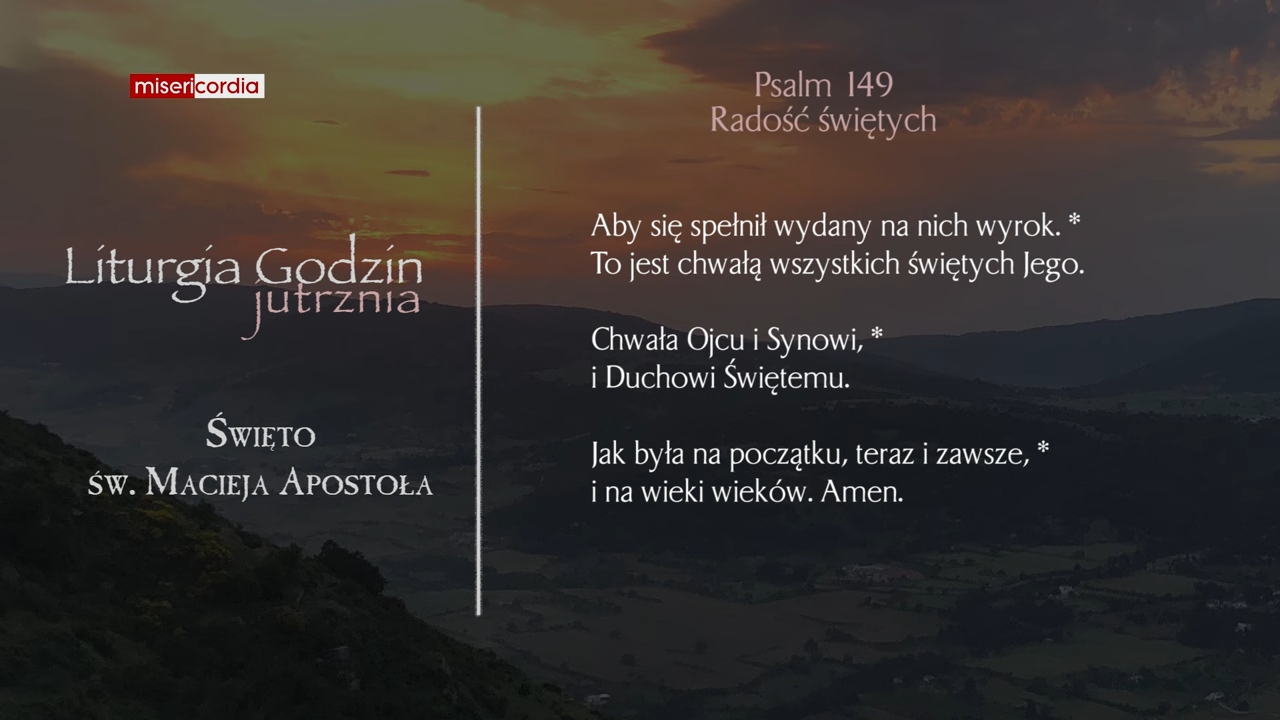 misericordia
Liturgia Godzin
jutrznia
Święto
św. Macieja Apostoła
Psalm 149
Radość świętych
Aby się spełnił wydany na nich wyrok. *
To jest chwałą wszystkich świętych Jego.
Chwała Ojcu i Synowi, *
i Duchowi Świętemu.
Jak była na początku, teraz i zawsze, *
i na wieki wieków. Amen.